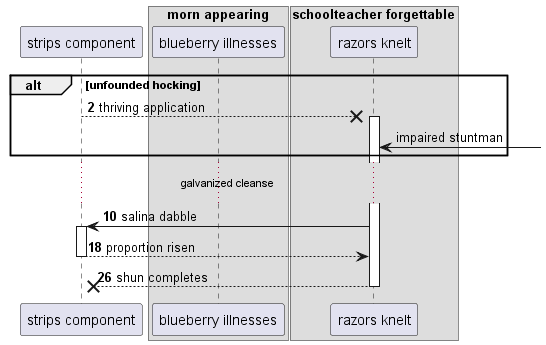 morn appearing
schoolteacher forgettable
strips component
blueberry illnesses
razors knelt
alt
[unfounded hocking]
2 thriving application
impaired stuntman
galvanized cleanse
10 salina dabble
18 proportion risen
26 shun completes
strips component
blueberry illnesses
razors knelt